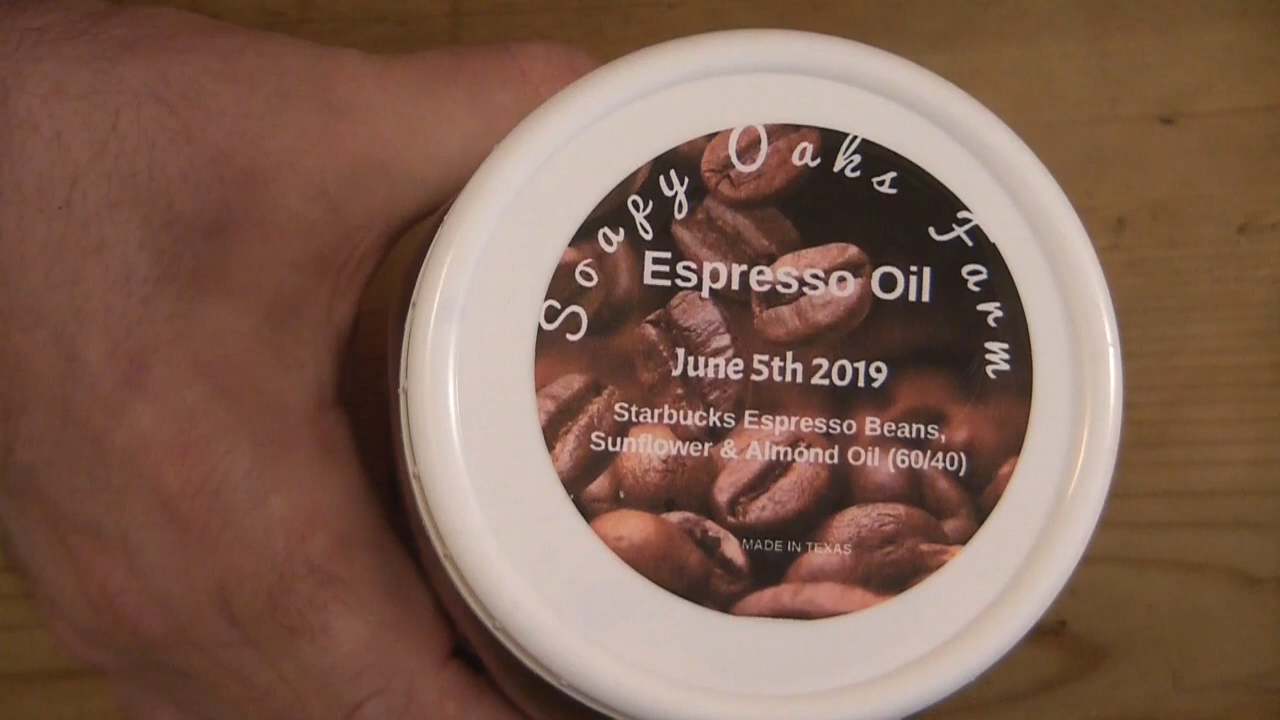 Soapy Oaks Farm
Espresso Oil
June 5th 2019
Starbucks Espresso Beans,
Sunflower & Almond Oil (60/40)
MADE IN TEXAS